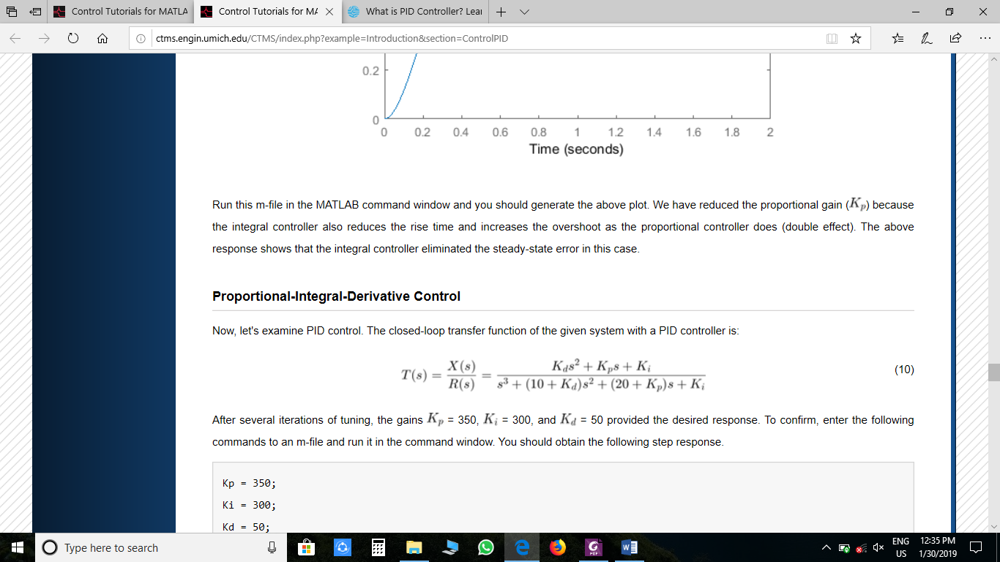 Control Tutorials for MATLA
Control Tutorials for MA
What is PID Controller? Lear
ctms.engin.umich.edu/CTMS/index.php?example=Introduction&section=ControlPID
0.2
0
0 0.2 0.4 0.6 0.8 1 1.2 1.4 1.6 1.8 2
Time (seconds)
Run this m-file in the MATLAB command window and you should generate the above plot. We have reduced the proportional gain (Kp) because
the integral controller also reduces the rise time and increases the overshoot as the proportional controller does (double effect). The above
response shows that the integral controller eliminated the steady-state error in this case.
Proportional-Integral-Derivative Control
Now, let's examine PID control. The closed-loop transfer function of the given system with a PID controller is:
T(s) = X(s)/R(s) = (K_d s^2 + K_p s + K_i)/(s^3 + (10 + K_d)s^2 + (20 + K_p)s + K_i) (10)
After several iterations of tuning, the gains Kp = 350, Ki = 300, and Kd = 50 provided the desired response. To confirm, enter the following
commands to an m-file and run it in the command window. You should obtain the following step response.
Kp = 350;
Ki = 300;
Kd = 50;
Type here to search
ENG
US
12:35 PM
1/30/2019